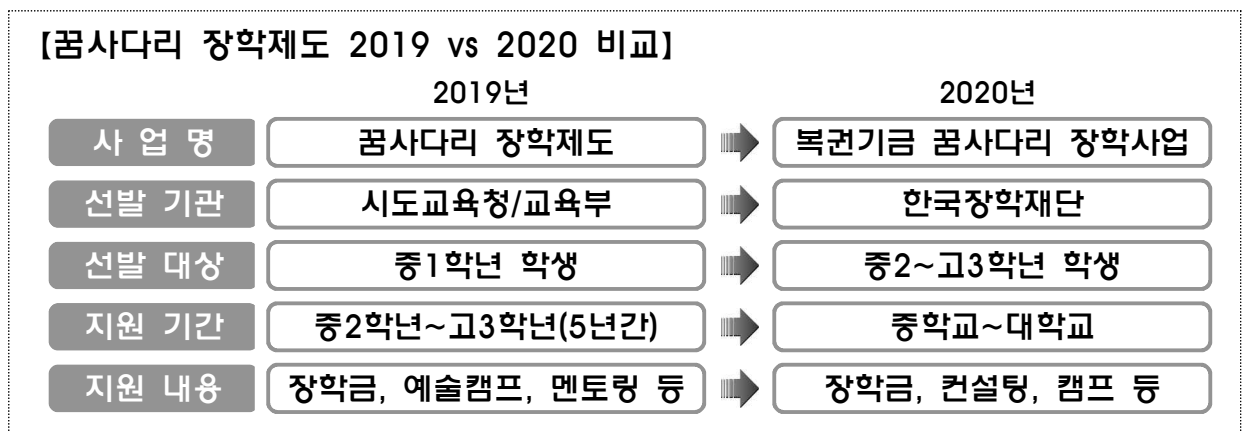 【꿈사다리 장학제도 2019 vs 2020 비교】
2019년 2020년
사 업 명 꿈사다리 장학제도 복권기금 꿈사다리 장학사업
선발 기관 시도교육청/교육부 한국장학재단
선발 대상 중1학년 학생 중2~고3학년 학생
지원 기간 중2학년~고3학년(5년간) 중학교~대학교
지원 내용 장학금, 예술캠프, 멘토링 등 장학금, 컨설팅, 캠프 등